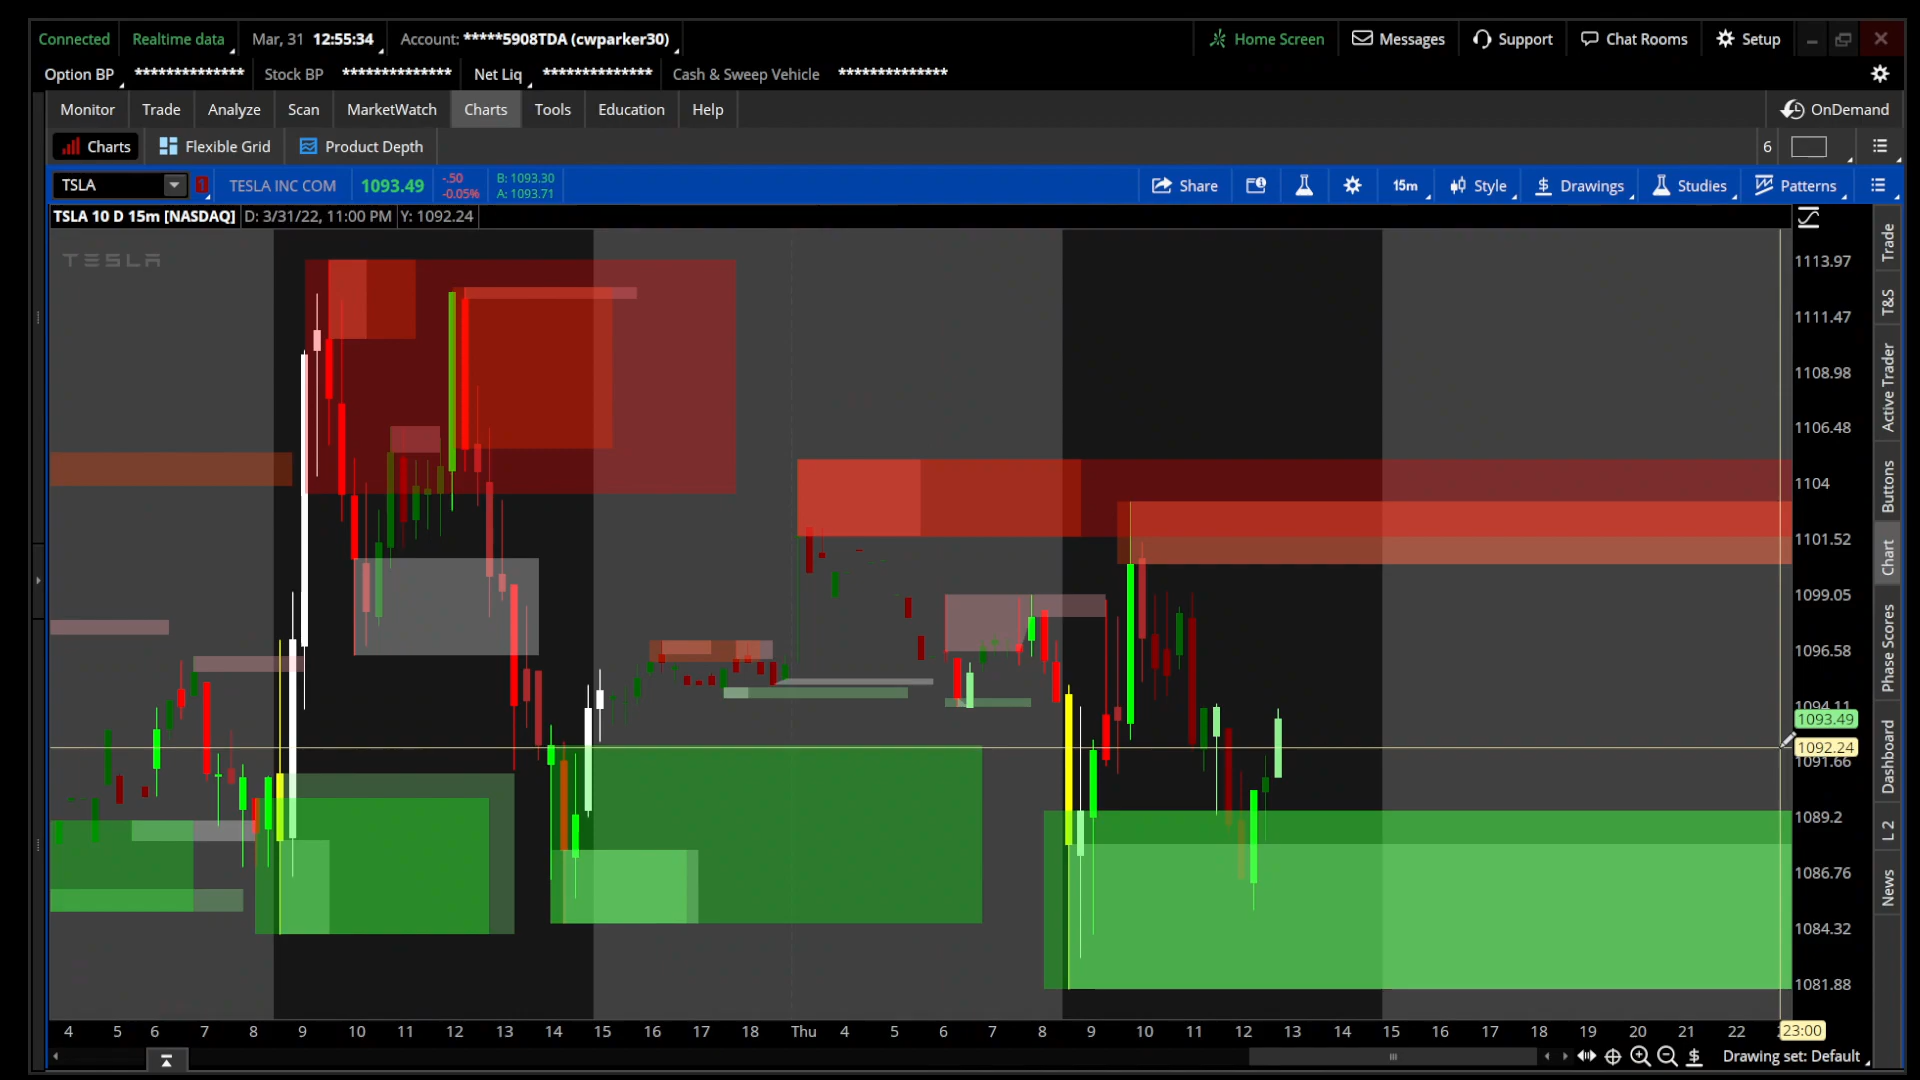 Connected Realtime data Mar, 31 12:55:34 Account: *****5908TDA (cwparker30) Home Screen Messages Support Chat Rooms Setup
Option BP ************** Stock BP ************** Net Liq ************** Cash & Sweep Vehicle **************
Monitor Trade Analyze Scan MarketWatch Charts Tools Education Help OnDemand
Charts Flexible Grid Product Depth 6
TSLA 1 TESLA INC COM 1093.49 -.50 B: 1093.30 Share 15m Style Drawings Studies Patterns
-0.05% A: 1093.71
TSLA 10 D 15m [NASDAQ] D: 3/31/22, 11:00 PM Y: 1092.24
TESLA
1113.97
1111.47
1108.98
1106.48
1104
1101.52
1099.05
1096.58
1094.11
1093.49
1092.24
1091.66
1089.2
1086.76
1084.32
1081.88
Trade
T&S
Active Trader
Buttons
Chart
Phase Scores
Dashboard
L 2
News
4 5 6 7 8 9 10 11 12 13 14 15 16 17 18 Thu 4 5 6 7 8 9 10 11 12 13 14 15 16 17 18 19 20 21 22 23:00
Drawing set: Default